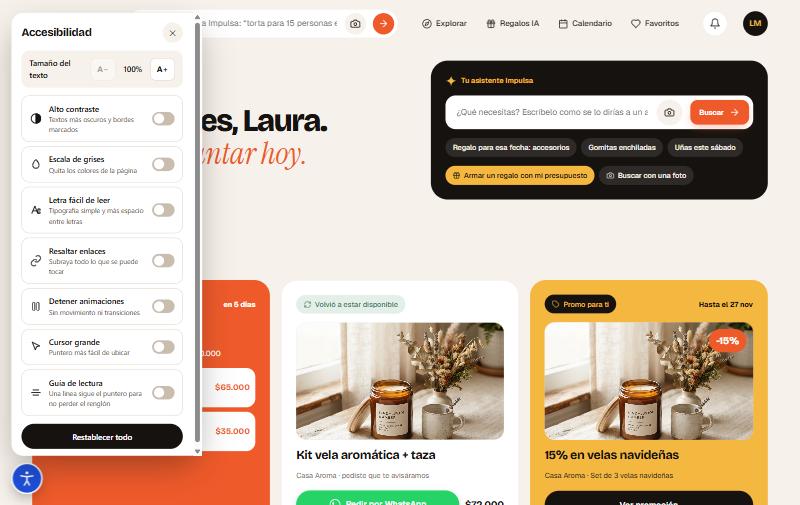 Accesibilidad
Tamaño del texto
A−
100%
A+
Alto contraste
Textos más oscuros y bordes
marcados
Escala de grises
Quita los colores de la página
Letra fácil de leer
Tipografía simple y más espacio
entre letras
Resaltar enlaces
Subraya todo lo que se puede
tocar
Detener animaciones
Sin movimiento ni transiciones
Cursor grande
Puntero más fácil de ubicar
Guía de lectura
Una línea sigue el puntero para
no perder el renglón
Restablecer todo
a Impulsa: "torta para 15 personas e
Explorar
Regalos IA
Calendario
Favoritos
LM
es, Laura.
ntar hoy.
Tu asistente Impulsa
¿Qué necesitas? Escríbelo como se lo dirías a un a
Buscar
Regalo para esa fecha: accesorios
Gomitas enchiladas
Uñas este sábado
Armar un regalo con mi presupuesto
Buscar con una foto
en 5 días
.000
$65.000
$35.000
Volvió a estar disponible
Kit vela aromática + taza
Casa Aroma · pediste que te avisáramos
Pedir por WhatsApp
$72.000
Promo para ti
Hasta el 27 nov
-15%
15% en velas navideñas
Casa Aroma · Set de 3 velas navideñas
Ver promoción